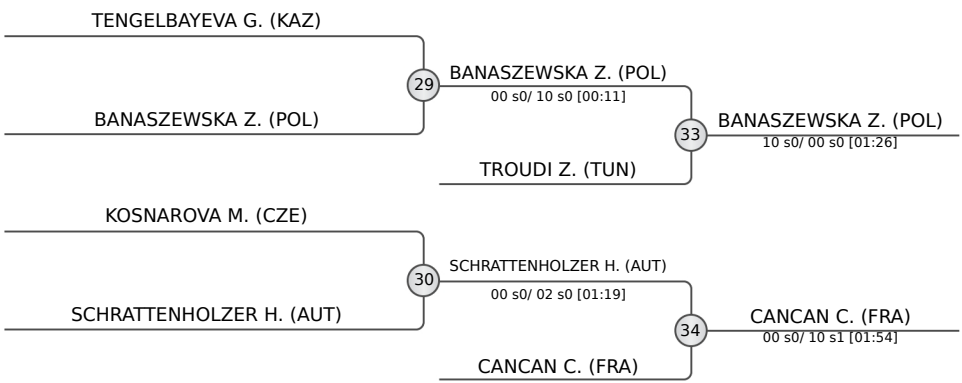 TENGELBAYEVA G. (KAZ)
29
BANASZEWSKA Z. (POL)
00 s0/ 10 s0 [00:11]
BANASZEWSKA Z. (POL)
33
BANASZEWSKA Z. (POL)
10 s0/ 00 s0 [01:26]
TROUDI Z. (TUN)
KOSNAROVA M. (CZE)
30
SCHRATTENHOLZER H. (AUT)
00 s0/ 02 s0 [01:19]
SCHRATTENHOLZER H. (AUT)
34
CANCAN C. (FRA)
00 s0/ 10 s1 [01:54]
CANCAN C. (FRA)